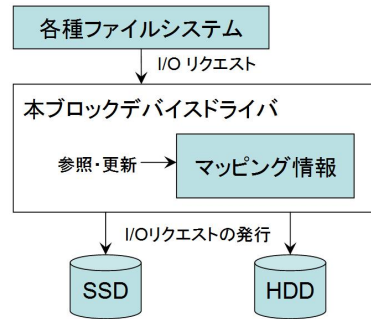 各種ファイルシステム
I/O リクエスト
本ブロックデバイスドライバ
参照・更新
マッピング情報
I/Oリクエストの発行
SSD
HDD